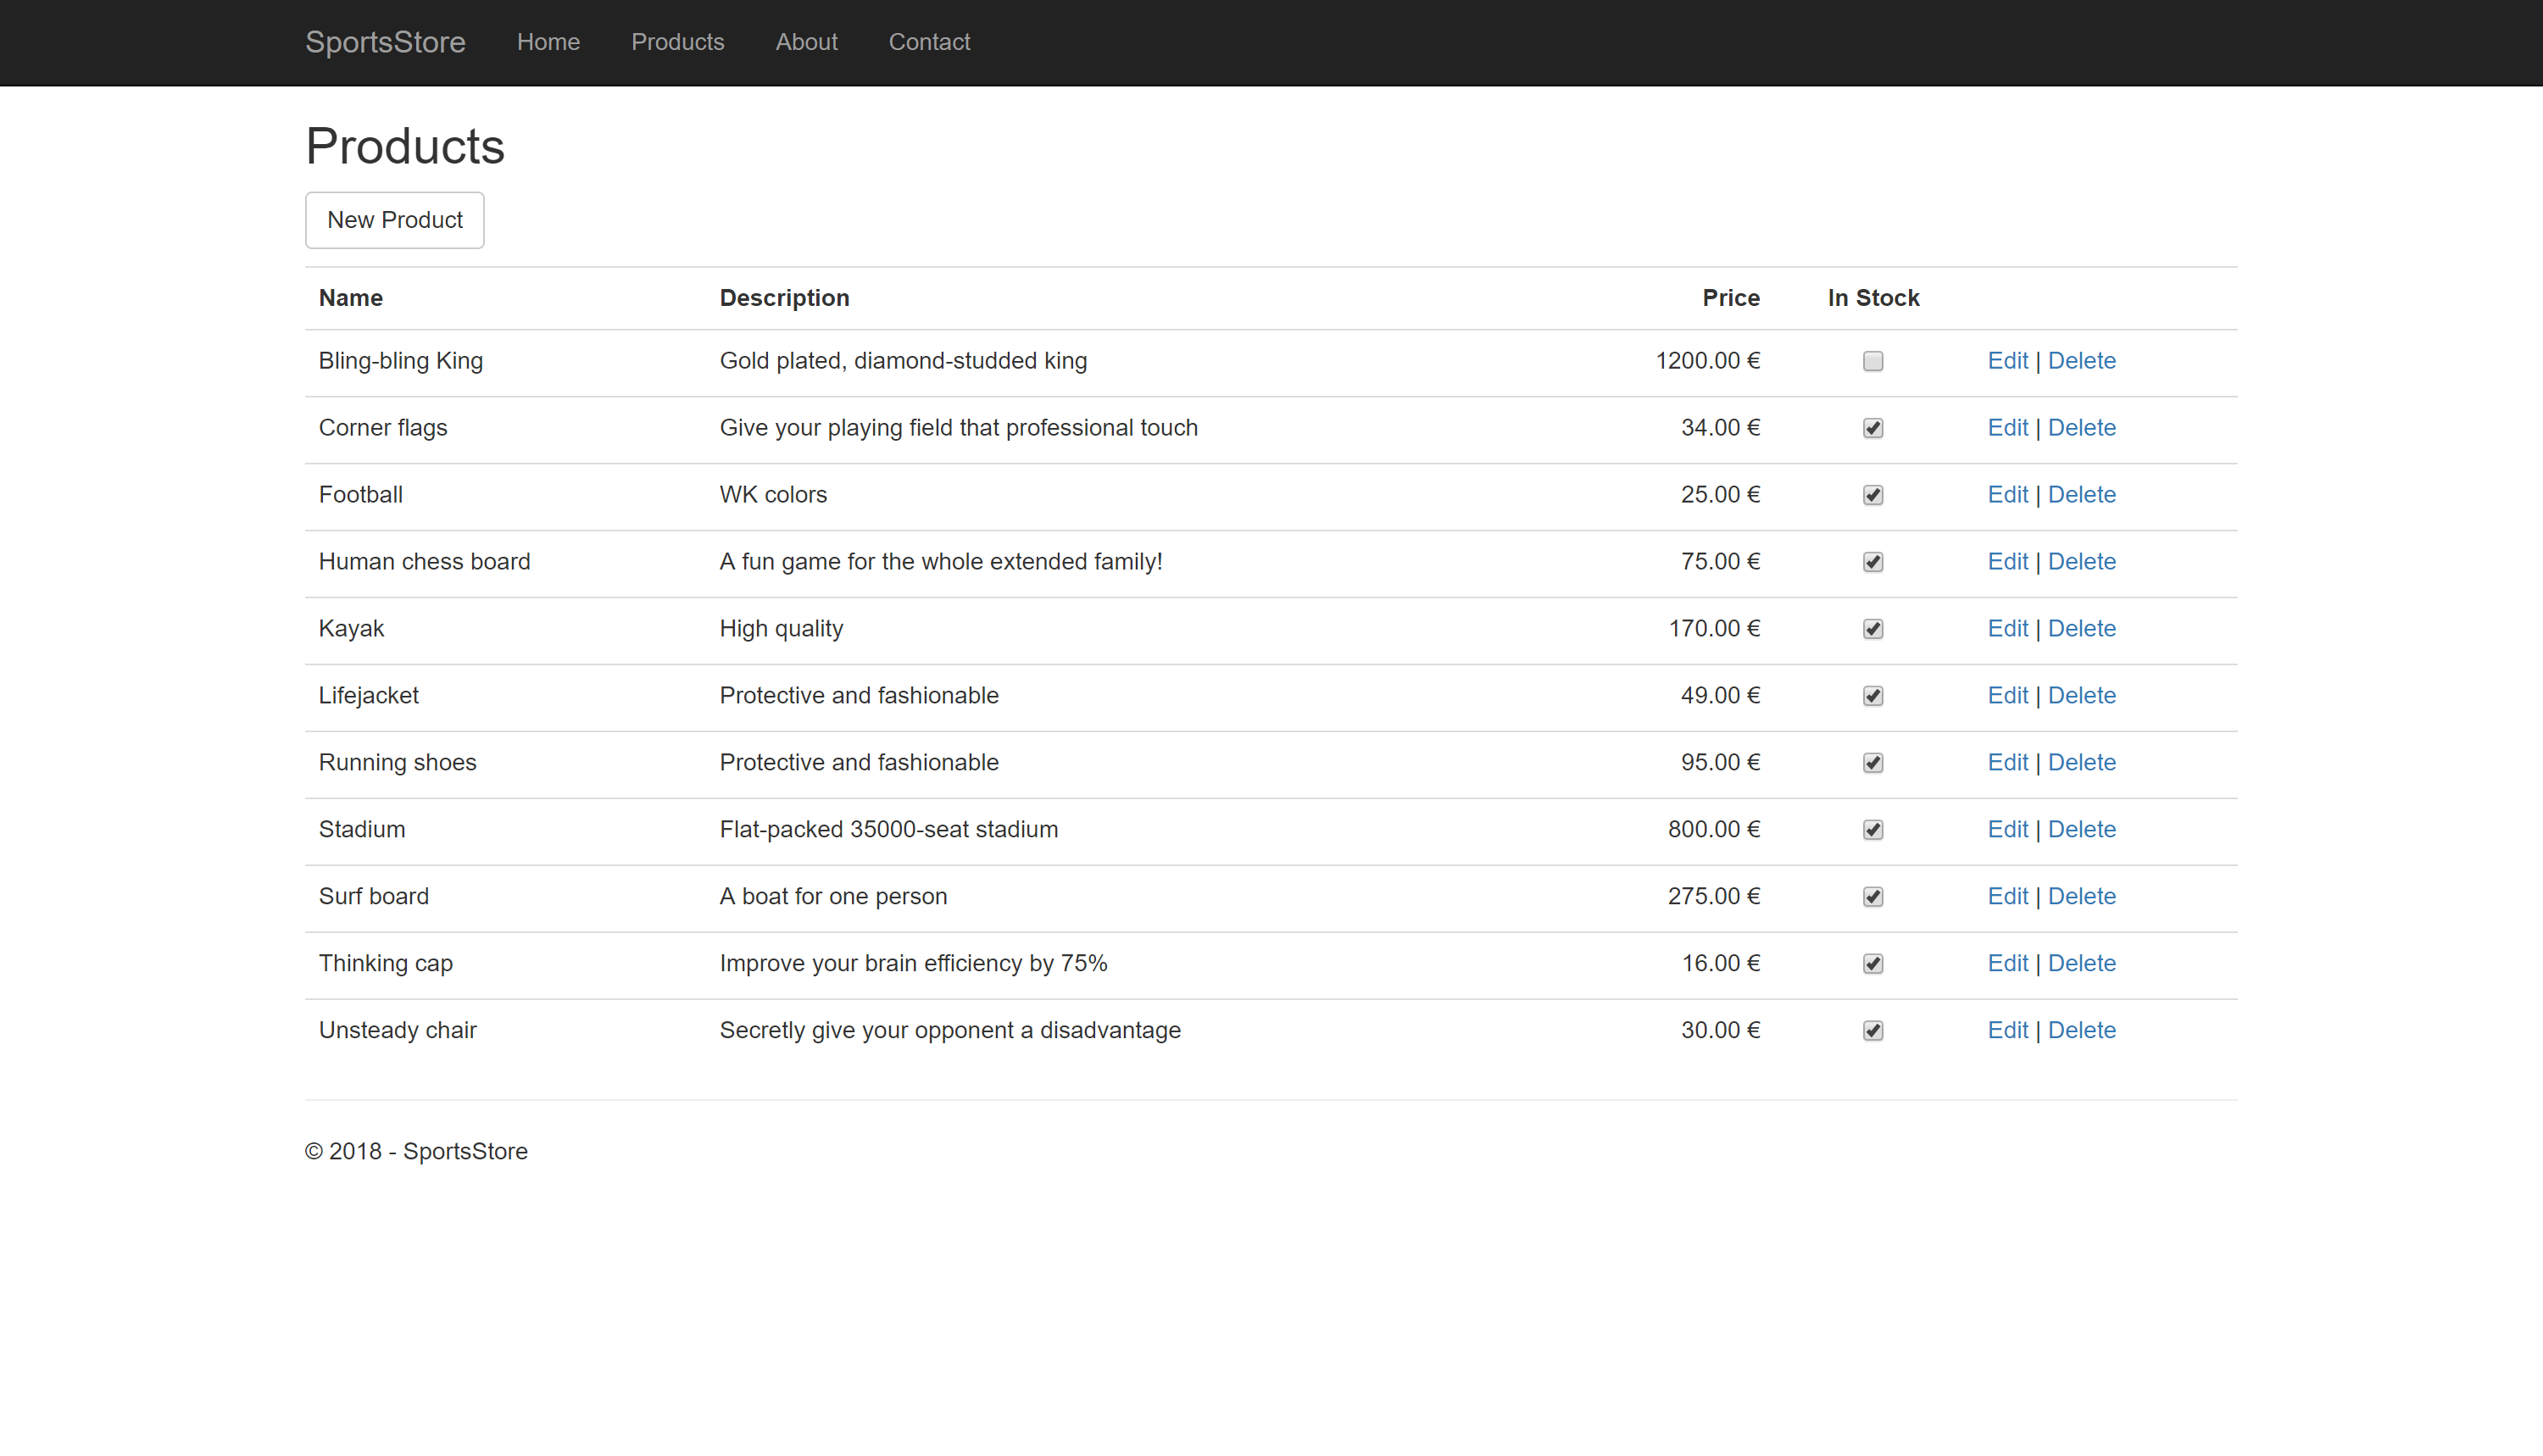 SportsStore Home Products About Contact
Products
New Product
Name Description Price In Stock
Bling-bling King Gold plated, diamond-studded king 1200.00 € Edit | Delete
Corner flags Give your playing field that professional touch 34.00 € Edit | Delete
Football WK colors 25.00 € Edit | Delete
Human chess board A fun game for the whole extended family! 75.00 € Edit | Delete
Kayak High quality 170.00 € Edit | Delete
Lifejacket Protective and fashionable 49.00 € Edit | Delete
Running shoes Protective and fashionable 95.00 € Edit | Delete
Stadium Flat-packed 35000-seat stadium 800.00 € Edit | Delete
Surf board A boat for one person 275.00 € Edit | Delete
Thinking cap Improve your brain efficiency by 75% 16.00 € Edit | Delete
Unsteady chair Secretly give your opponent a disadvantage 30.00 € Edit | Delete
© 2018 - SportsStore